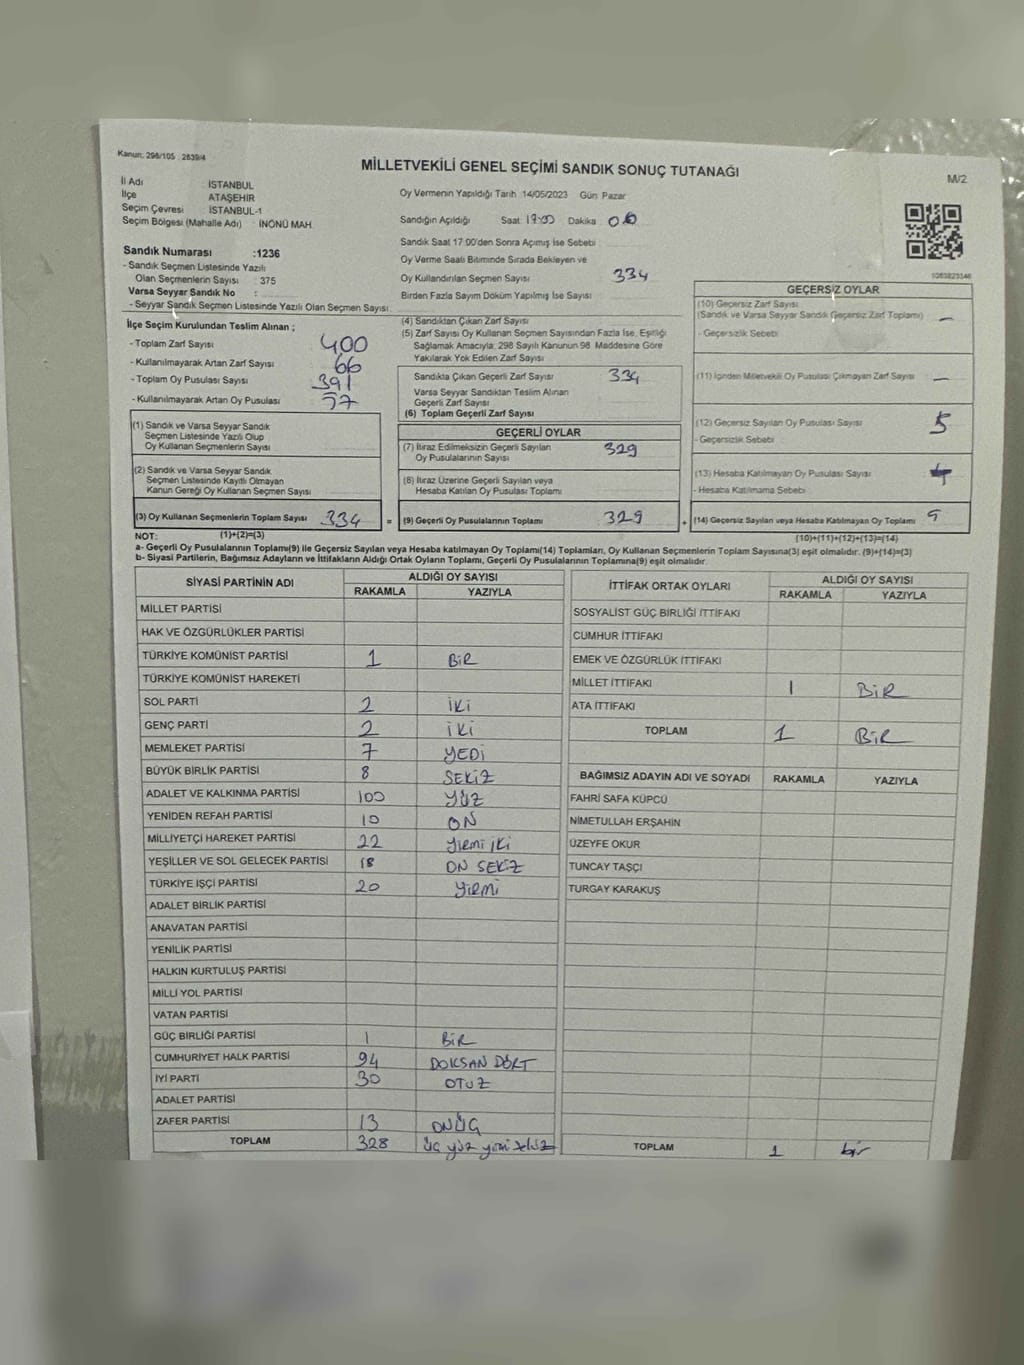 Kanun: 298/105 : 2839/4
MİLLETVEKİLİ GENEL SEÇİMİ SANDIK SONUÇ TUTANAĞI
M/2
İl Adı : İSTANBUL
İlçe : ATAŞEHİR
Seçim Çevresi : İSTANBUL-1
Seçim Bölgesi (Mahalle Adı) : İNÖNÜ MAH
Oy Vermenin Yapıldığı Tarih : 14/05/2023 Gün: Pazar
Sandığın Açıldığı Saat 17:00 Dakika 06
Sandık Saat 17:00'den Sonra Açmış İse Sebebi
Oy Verme Saati Bitiminde Sırada Bekleyen ve
Oy Kullandırılan Seçmen Sayısı 334
Birden Fazla Sayım Döküm Yapılmış İse Sayısı
Sandık Numarası :1236
- Sandık Seçmen Listesinde Yazılı
Olan Seçmenlerin Sayısı : 375
Varsa Seyyar Sandık No :
- Seyyar Sandık Seçmen Listesinde Yazılı Olan Seçmen Sayısı:
İlçe Seçim Kurulundan Teslim Alınan ;
- Toplam Zarf Sayısı 400
- Kullanılmayarak Artan Zarf Sayısı 66
- Toplam Oy Pusulası Sayısı 391
- Kullanılmayarak Artan Oy Pusulası 57
(1) Sandık ve Varsa Seyyar Sandık
Seçmen Listesinde Yazılı Olup
Oy Kullanan Seçmenlerin Sayısı
(2) Sandık ve Varsa Seyyar Sandık
Seçmen Listesinde Kayıtlı Olmayan
Kanun Gereği Oy Kullanan Seçmen Sayısı
(3) Oy Kullanan Seçmenlerin Toplam Sayısı 334 =
(1)+(2)=(3)
(4) Sandıktan Çıkan Zarf Sayısı
(5) Zarf Sayısı Oy Kullanan Seçmen Sayısından Fazla İse, Eşitliği
Sağlamak Amacıyla, 298 Sayılı Kanunun 98. Maddesine Göre
Yakılarak Yok Edilen Zarf Sayısı
Sandıkta Çıkan Geçerli Zarf Sayısı 334
Varsa Seyyar Sandıktan Teslim Alınan
Geçerli Zarf Sayısı
(6) Toplam Geçerli Zarf Sayısı
GEÇERLİ OYLAR
(7) İtiraz Edilmeksizin Geçerli Sayılan
Oy Pusulalarının Sayısı 329
(8) İtiraz Üzerine Geçerli Sayılan veya
Hesaba Katılan Oy Pusulası Toplamı
(9) Geçerli Oy Pusulalarının Toplamı 329 +
1083823346
GEÇERSİZ OYLAR
(10) Geçersiz Zarf Sayısı
(Sandık ve Varsa Seyyar Sandık Geçersiz Zarf Toplamı) —
- Geçersizlik Sebebi
(11) İçinden Milletvekili Oy Pusulası Çıkmayan Zarf Sayısı —
(12) Geçersiz Sayılan Oy Pusulası Sayısı 5
- Geçersizlik Sebebi
(13) Hesaba Katılmayan Oy Pusulası Sayısı
- Hesaba Katılmama Sebebi
(14) Geçersiz Sayılan veya Hesaba Katılmayan Oy Toplamı
(10)+(11)+(12)+(13)=(14)
NOT:
a- Geçerli Oy Pusulalarının Toplamı(9) ile Geçersiz Sayılan veya Hesaba katılmayan Oy Toplamı(14) Toplamları, Oy Kullanan Seçmenlerin Toplam Sayısına(3) eşit olmalıdır. (9)+(14)=(3)
b- Siyasi Partilerin, Bağımsız Adayların ve İttifakların Aldığı Ortak Oyların Toplamı, Geçerli Oy Pusulalarının Toplamına(9) eşit olmalıdır.
SİYASİ PARTİNİN ADI ALDIĞI OY SAYISI
RAKAMLA YAZIYLA
MİLLET PARTİSİ
HAK VE ÖZGÜRLÜKLER PARTİSİ
TÜRKİYE KOMÜNİST PARTİSİ 1 BİR
TÜRKİYE KOMÜNİST HAREKETİ
SOL PARTİ 2 İKİ
GENÇ PARTİ 2 İKİ
MEMLEKET PARTİSİ 7 YEDİ
BÜYÜK BİRLİK PARTİSİ 8 SEKİZ
ADALET VE KALKINMA PARTİSİ 100 YÜZ
YENİDEN REFAH PARTİSİ 10 ON
MİLLİYETÇİ HAREKET PARTİSİ 22 yirmi iki
YEŞİLLER VE SOL GELECEK PARTİSİ 18 ON SEKİZ
TÜRKİYE İŞÇİ PARTİSİ 20 yirmi
ADALET BİRLİK PARTİSİ
ANAVATAN PARTİSİ
YENİLİK PARTİSİ
HALKIN KURTULUŞ PARTİSİ
MİLLİ YOL PARTİSİ
VATAN PARTİSİ
GÜÇ BİRLİĞİ PARTİSİ 1 BİR
CUMHURİYET HALK PARTİSİ 94 DOKSAN DÖRT
İYİ PARTİ 30 OTUZ
ADALET PARTİSİ
ZAFER PARTİSİ 13 ONÜÇ
TOPLAM 328 üç yüz yirmi sekiz
İTTİFAK ORTAK OYLARI ALDIĞI OY SAYISI
RAKAMLA YAZIYLA
SOSYALİST GÜÇ BİRLİĞİ İTTİFAKI
CUMHUR İTTİFAKI
EMEK VE ÖZGÜRLÜK İTTİFAKI
MİLLET İTTİFAKI 1 BİR
ATA İTTİFAKI
TOPLAM 1 BİR
BAĞIMSIZ ADAYIN ADI VE SOYADI RAKAMLA YAZIYLA
FAHRİ SAFA KÜPCÜ
NİMETULLAH ERŞAHİN
ÜZEYFE OKUR
TUNCAY TAŞÇI
TURGAY KARAKUŞ
TOPLAM 1 bir